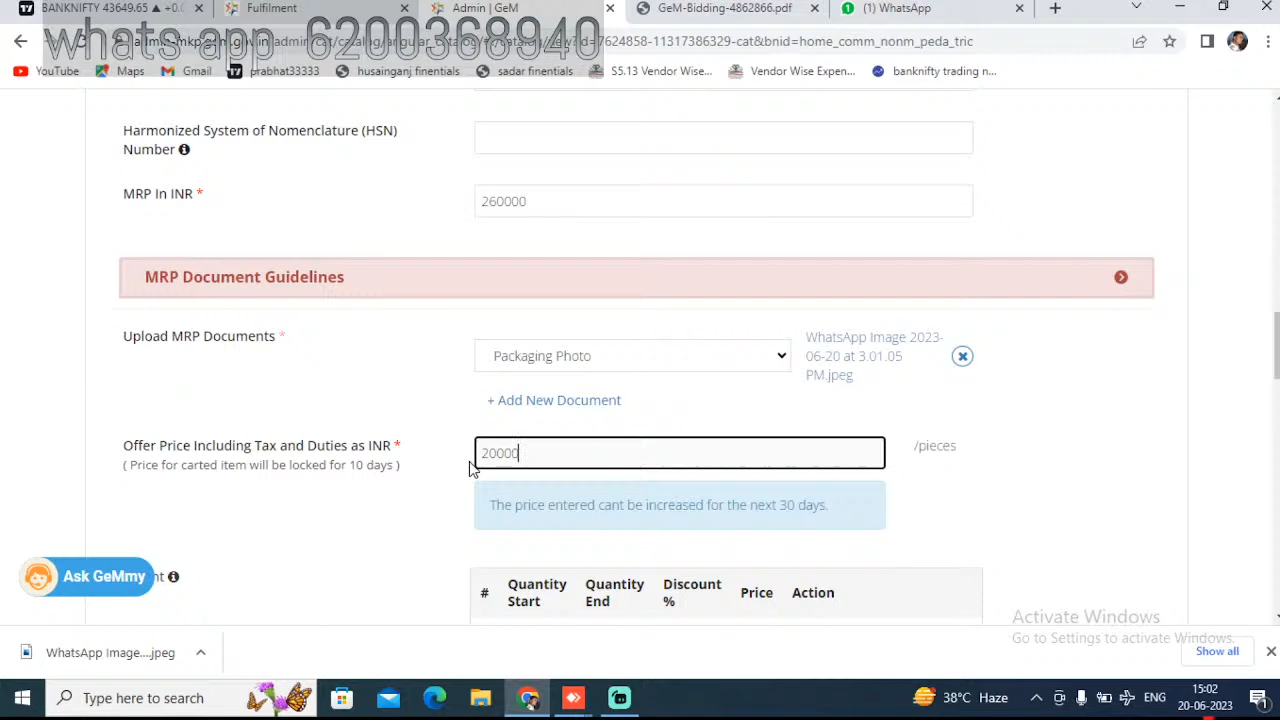 BANKNIFTY 43649.65 ▲ +0.
Fulfilment
Admin | GeM
GeM-Bidding-4862866.pdf
(1) WhatsApp
whats app 6200368940
YouTube
Maps
Gmail
prabhat33333
husainganj finentials
sadar finentials
S5.13 Vendor Wise...
Vendor Wise Expen...
banknifty trading n...
Harmonized System of Nomenclature (HSN)
Number
MRP In INR *
260000
MRP Document Guidelines
Upload MRP Documents *
Packaging Photo
WhatsApp Image 2023-
06-20 at 3.01.05
PM.jpeg
+ Add New Document
Offer Price Including Tax and Duties as INR *
( Price for carted item will be locked for 10 days )
20000
/pieces
The price entered cant be increased for the next 30 days.
Ask GeMmy
nt
# Quantity Start Quantity End Discount % Price Action
Activate Windows
Go to Settings to activate Windows.
WhatsApp Image....jpeg
Show all
Type here to search
38°C Haze
ENG
15:02
20-06-2023
1